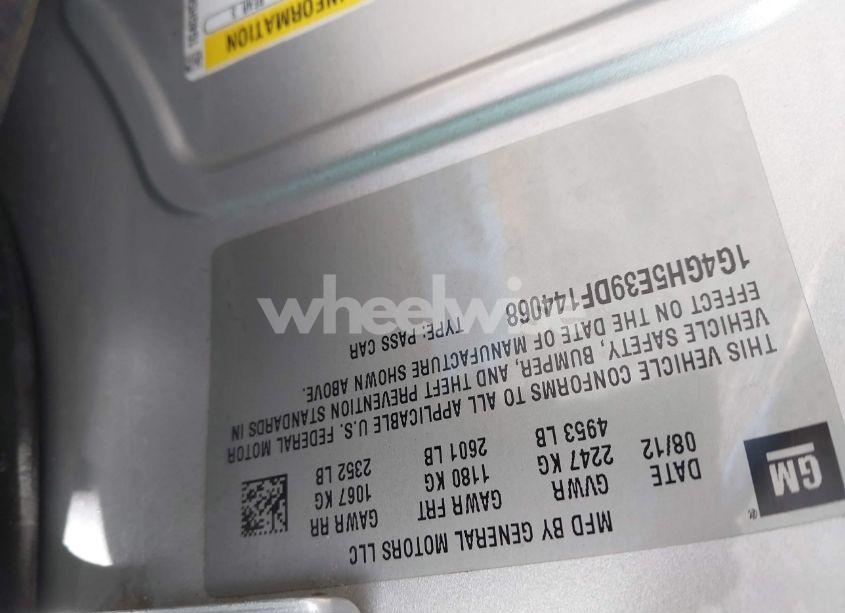 GM
MFD BY GENERAL MOTORS LLC
DATE GVWR GAWR FRT GAWR RR
08/12 2247 KG 1180 KG 1067 KG
4953 LB 2601 LB 2352 LB
THIS VEHICLE CONFORMS TO ALL APPLICABLE U.S. FEDERAL MOTOR
VEHICLE SAFETY, BUMPER, AND THEFT PREVENTION STANDARDS IN
EFFECT ON THE DATE OF MANUFACTURE SHOWN ABOVE.
1G4GH5E39DF144068 TYPE: PASS CAR
INFORMATION
wheelwi